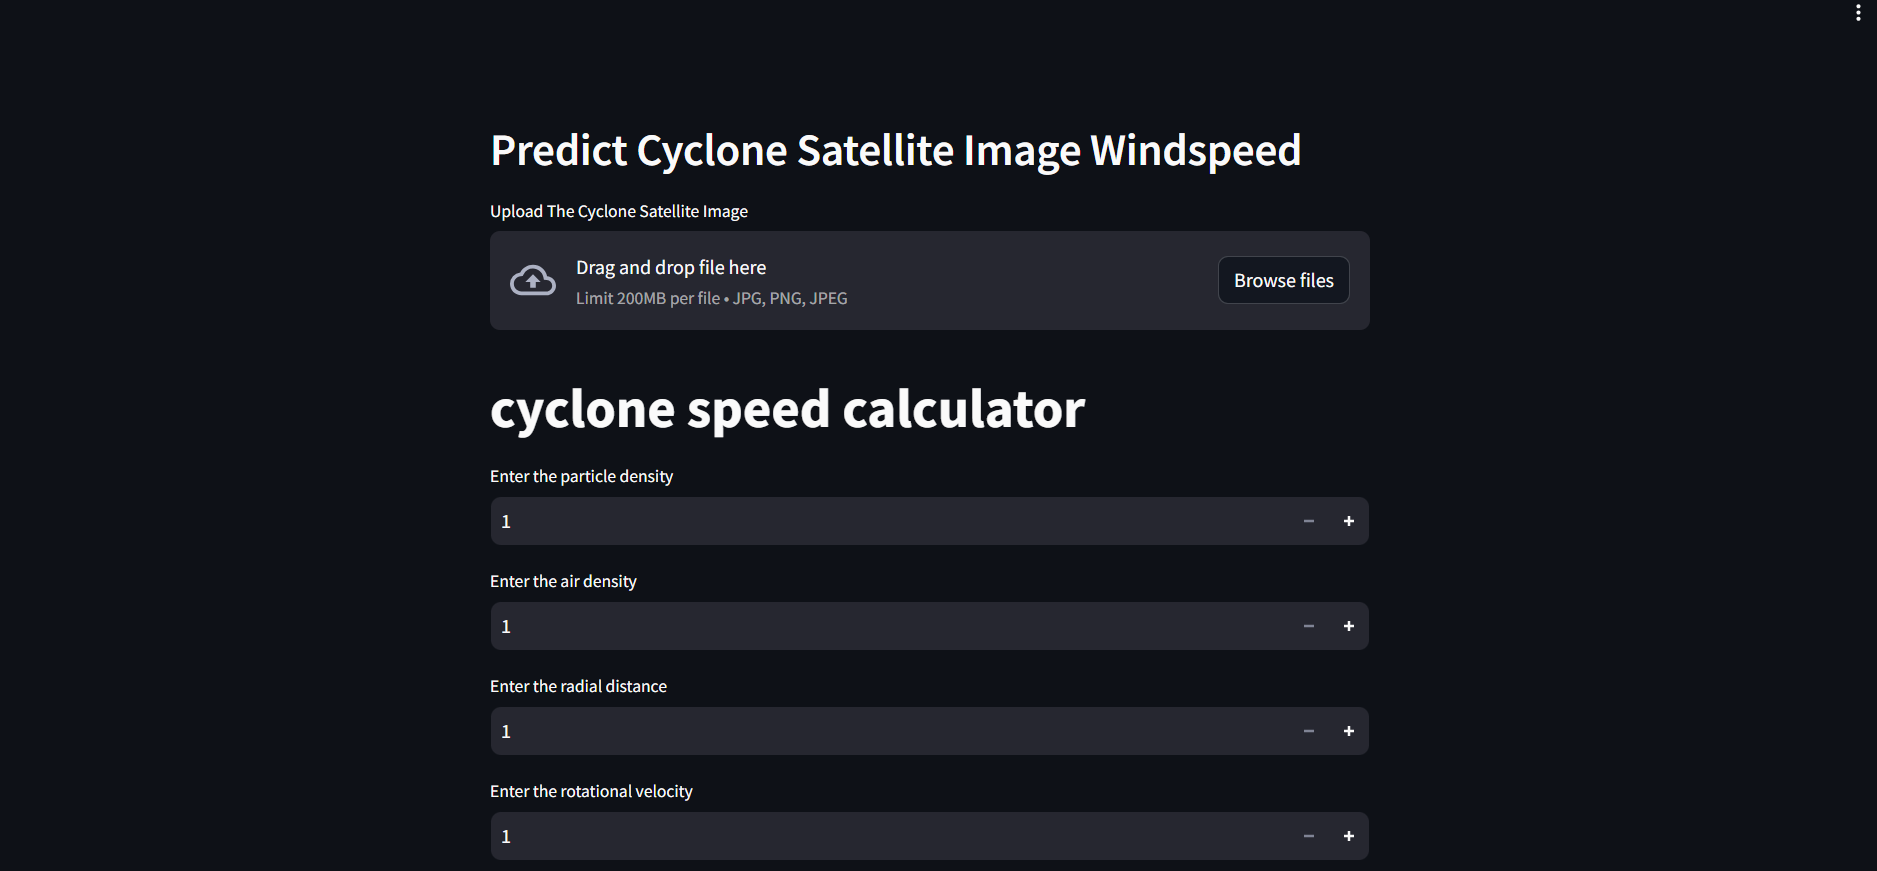 Predict Cyclone Satellite Image Windspeed
Upload The Cyclone Satellite Image
Drag and drop file here
Limit 200MB per file • JPG, PNG, JPEG
Browse files
cyclone speed calculator
Enter the particle density
1
Enter the air density
1
Enter the radial distance
1
Enter the rotational velocity
1